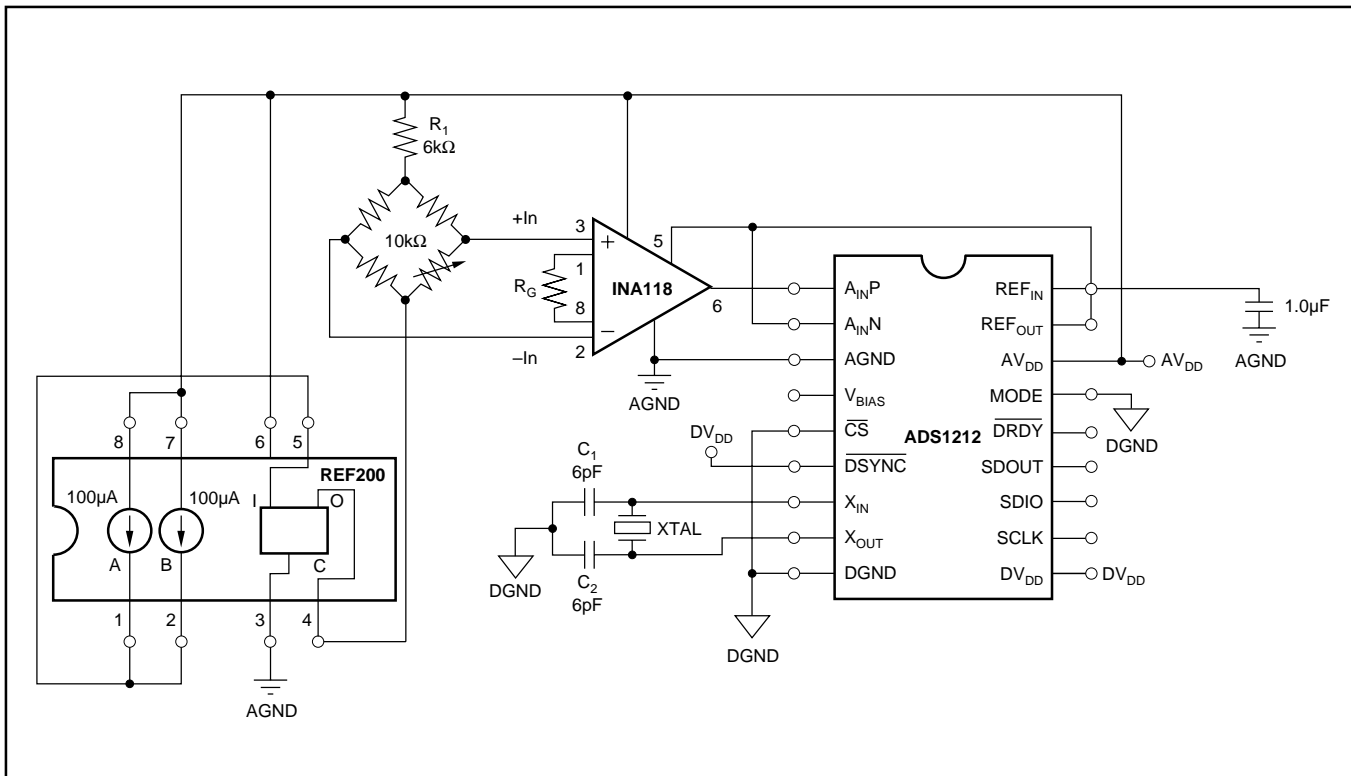 R1
6kΩ
+In
10kΩ
3
5
+
1
RG
INA118
8
6
–
2
–In
AGND
AINP
REFIN
1.0µF
AINN
REFOUT
AGND
AGND
AVDD
AVDD
VBIAS
MODE
CS
ADS1212
DRDY
DGND
DVDD
DSYNC
SDOUT
C1
6pF
XIN
SDIO
XTAL
XOUT
SCLK
DGND
C2
6pF
DGND
DVDD
DVDD
DGND
8
7
6
5
REF200
100µA
100µA
I
O
A
B
C
1
2
3
4
AGND